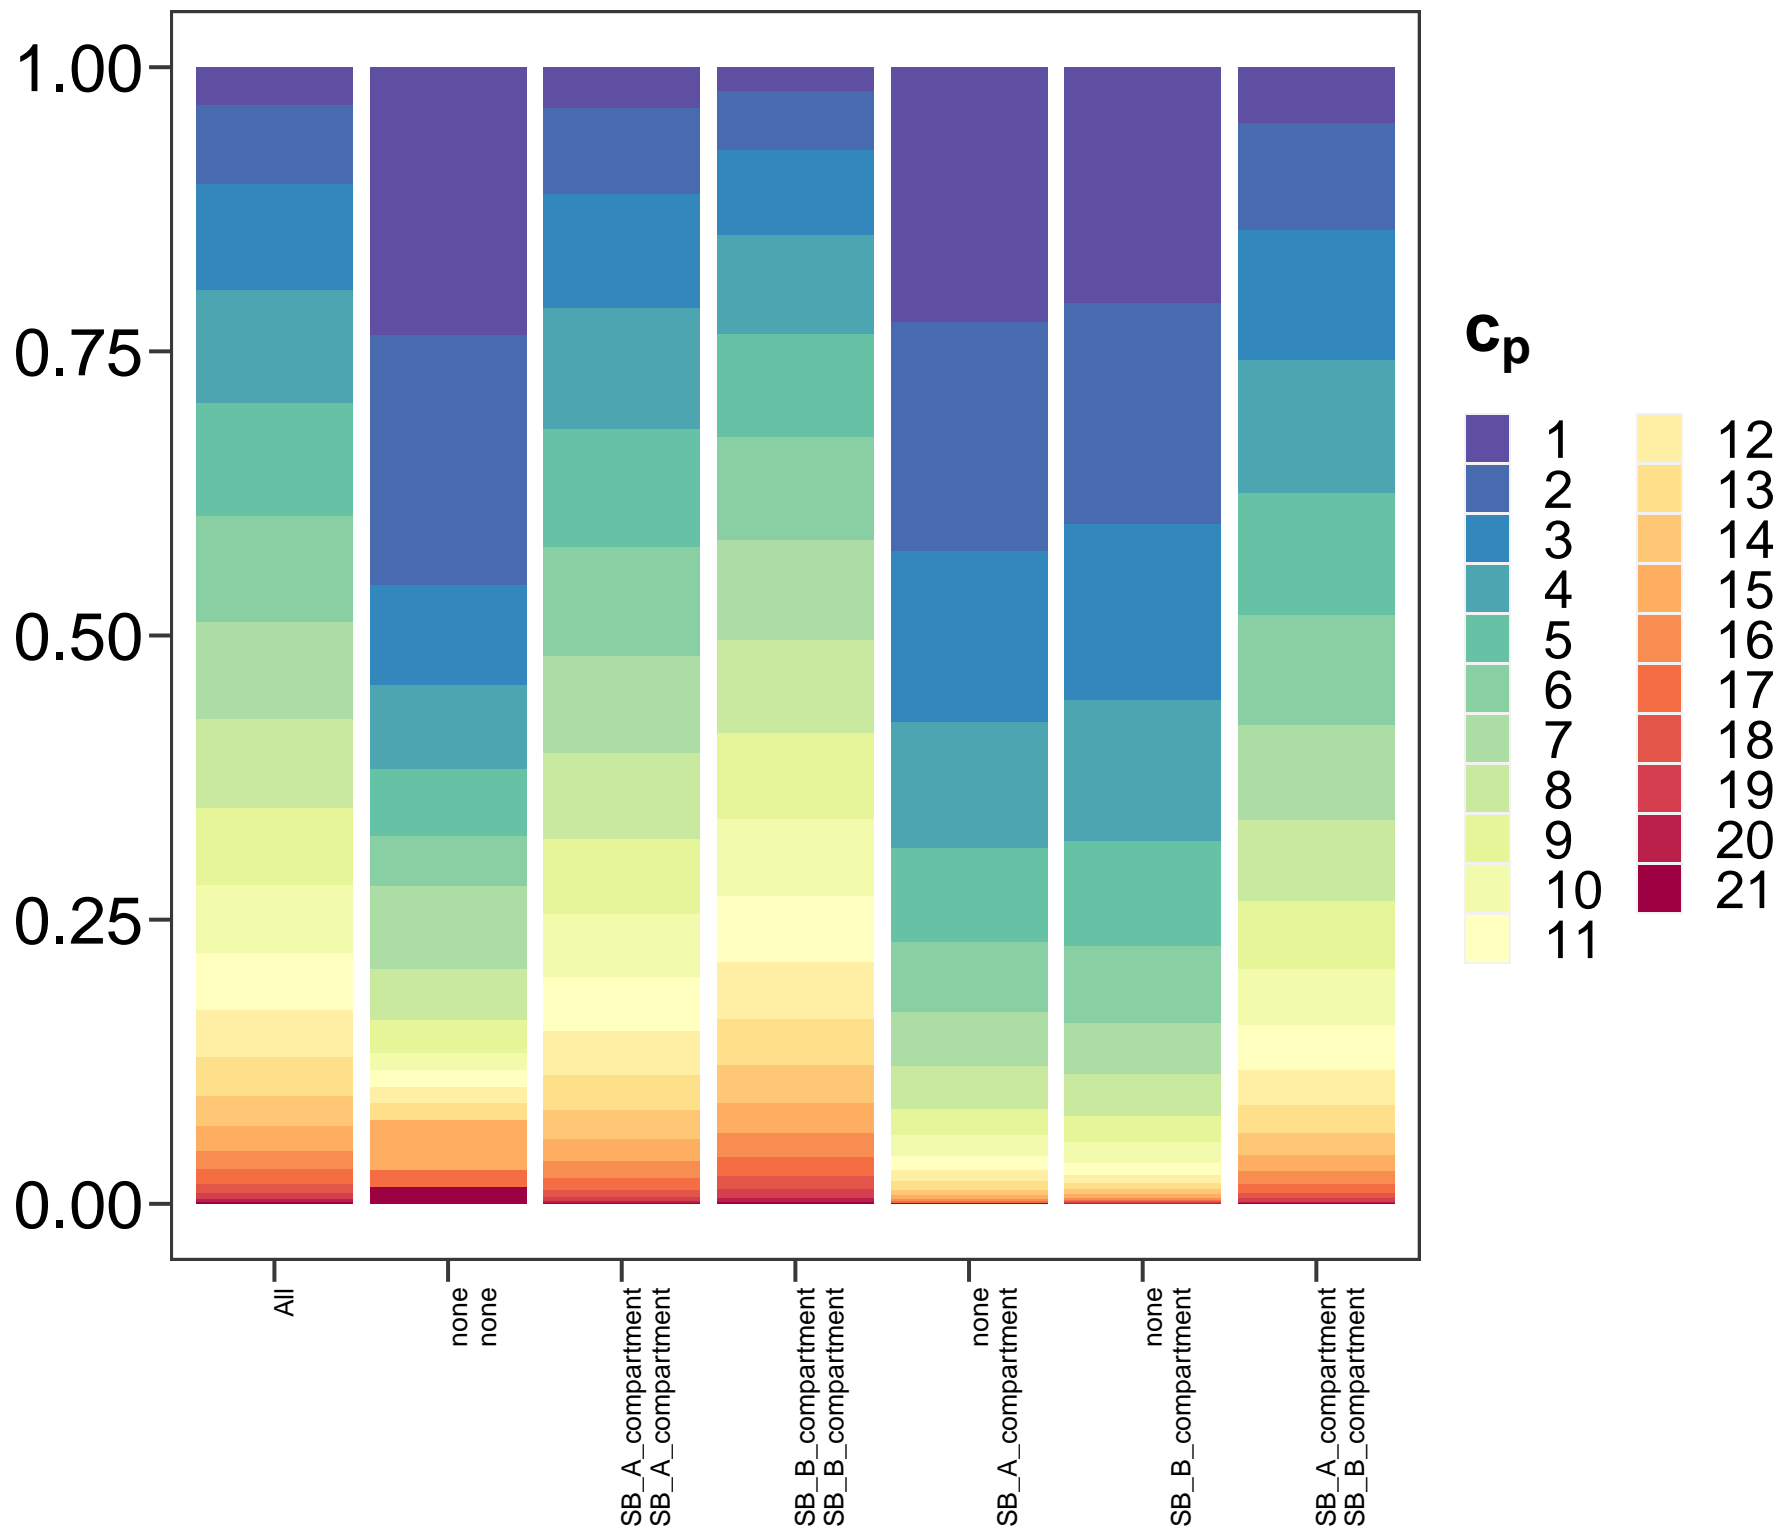 1.00
0.75
0.50
0.25
0.00
All
none
none
SB_A_compartment
SB_A_compartment
SB_B_compartment
SB_B_compartment
none
SB_A_compartment
none
SB_B_compartment
SB_A_compartment
SB_B_compartment
cp
1
2
3
4
5
6
7
8
9
10
11
12
13
14
15
16
17
18
19
20
21